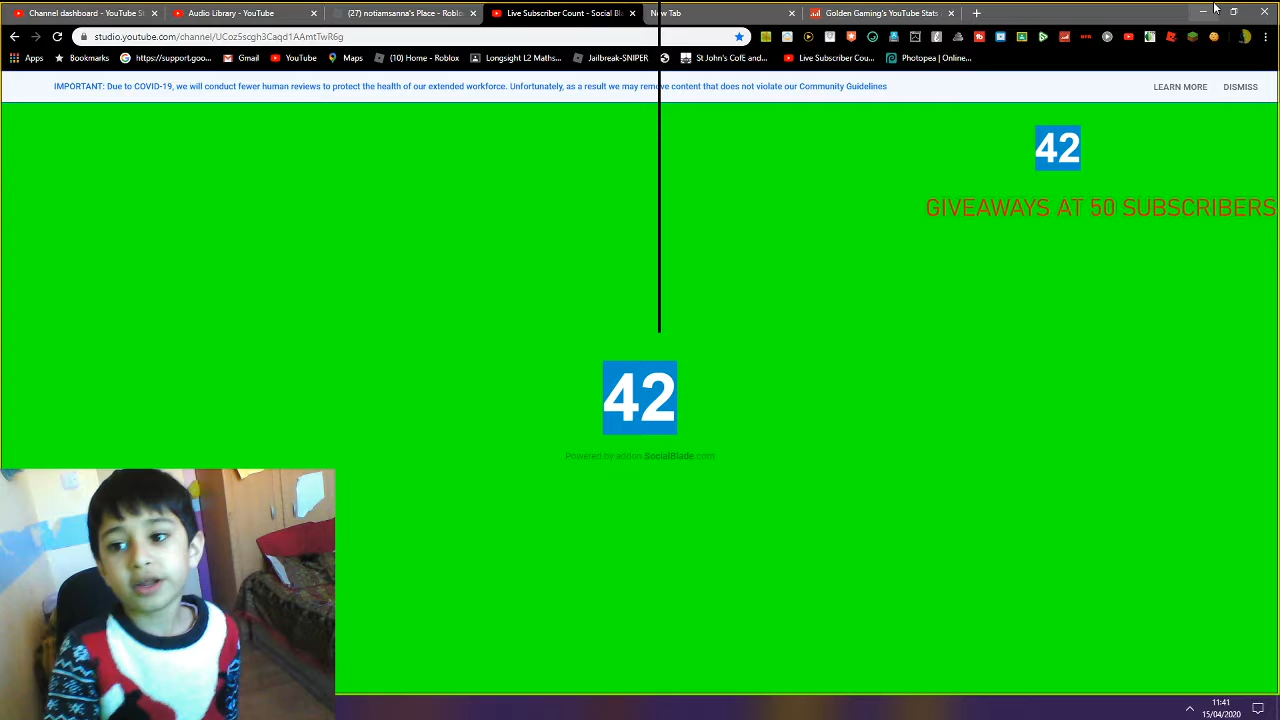 Channel dashboard - YouTube St
Audio Library - YouTube
(27) notiamsanna's Place - Roblo
Live Subscriber Count - Social Bl
New Tab
Golden Gaming's YouTube Stats
studio.youtube.com/channel/UCoz5scgh3Caqd1AAmtTwR6g
Apps
Bookmarks
https://support.goo...
Gmail
YouTube
Maps
(10) Home - Roblox
Longsight L2 Maths...
Jailbreak-SNIPER
St John's CofE and...
Live Subscriber Cou...
Photopea | Online...
IMPORTANT: Due to COVID-19, we will conduct fewer human reviews to protect the health of our extended workforce. Unfortunately, as a result we may remove content that does not violate our Community Guidelines
LEARN MORE
DISMISS
42
GIVEAWAYS AT 50 SUBSCRIBERS
42
Powered by addon.SocialBlade.com
11:41
15/04/2020